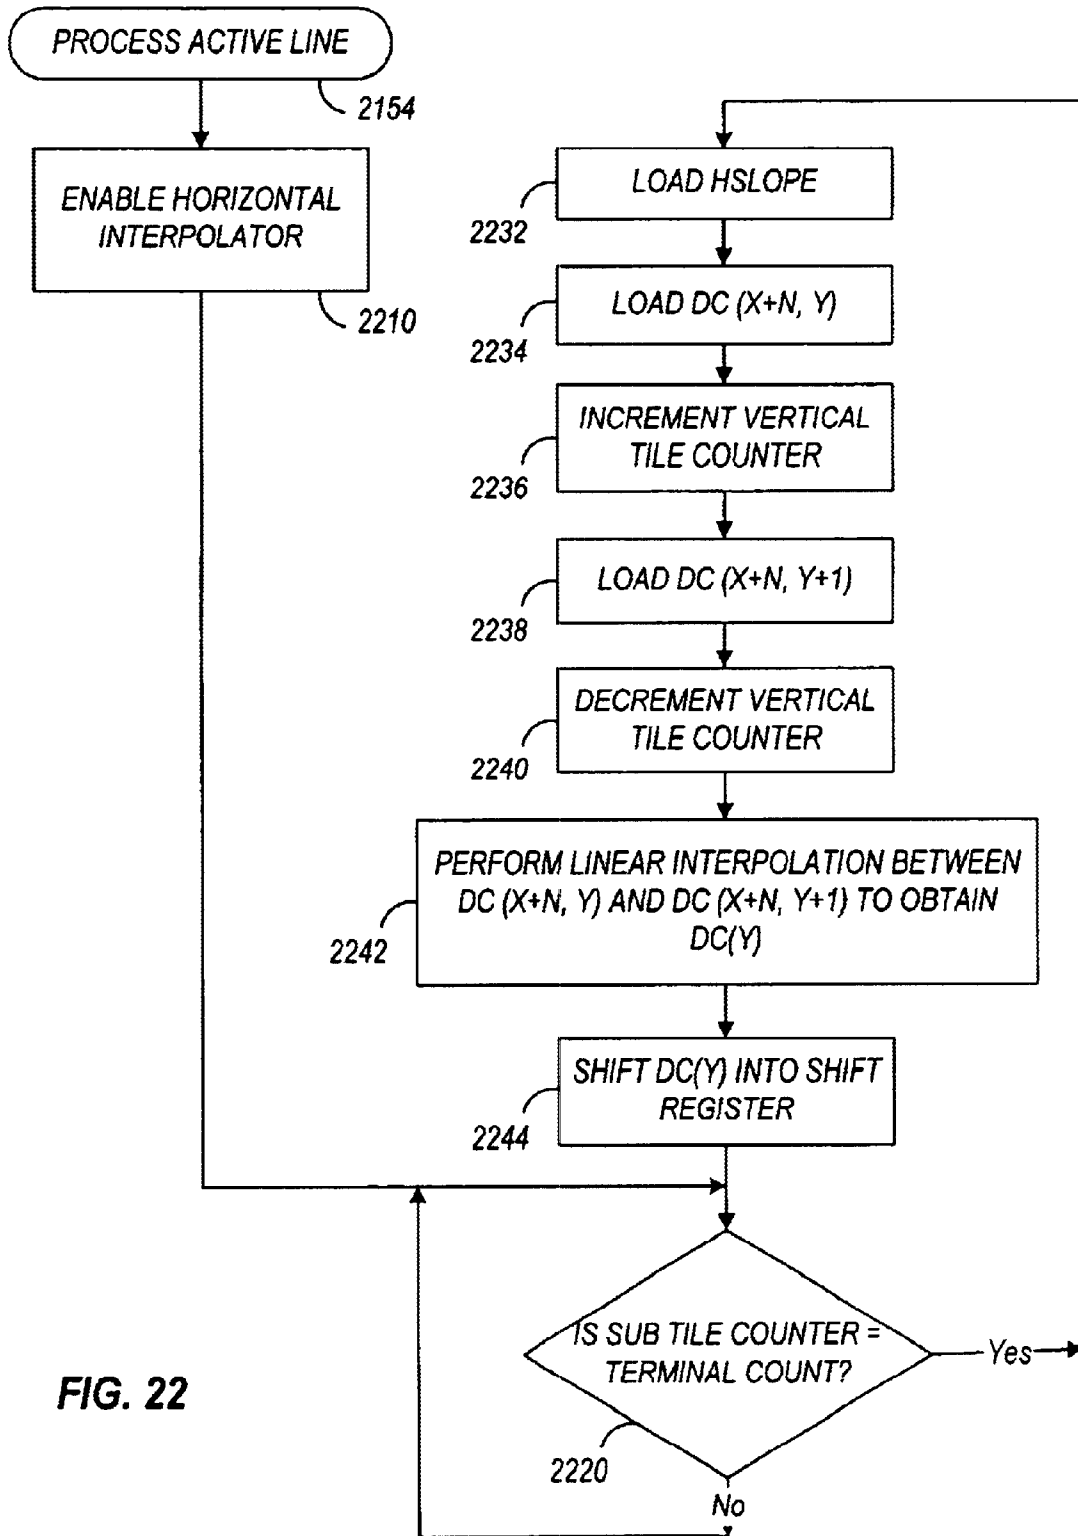 PROCESS ACTIVE LINE
2154
ENABLE HORIZONTAL
INTERPOLATOR
2210
LOAD HSLOPE
2232
LOAD DC (X+N, Y)
2234
INCREMENT VERTICAL
TILE COUNTER
2236
LOAD DC (X+N, Y+1)
2238
DECREMENT VERTICAL
TILE COUNTER
2240
PERFORM LINEAR INTERPOLATION BETWEEN
DC (X+N, Y) AND DC (X+N, Y+1) TO OBTAIN
DC(Y)
2242
SHIFT DC(Y) INTO SHIFT
REGISTER
2244
IS SUB TILE COUNTER =
TERMINAL COUNT?
Yes
2220
No
FIG. 22